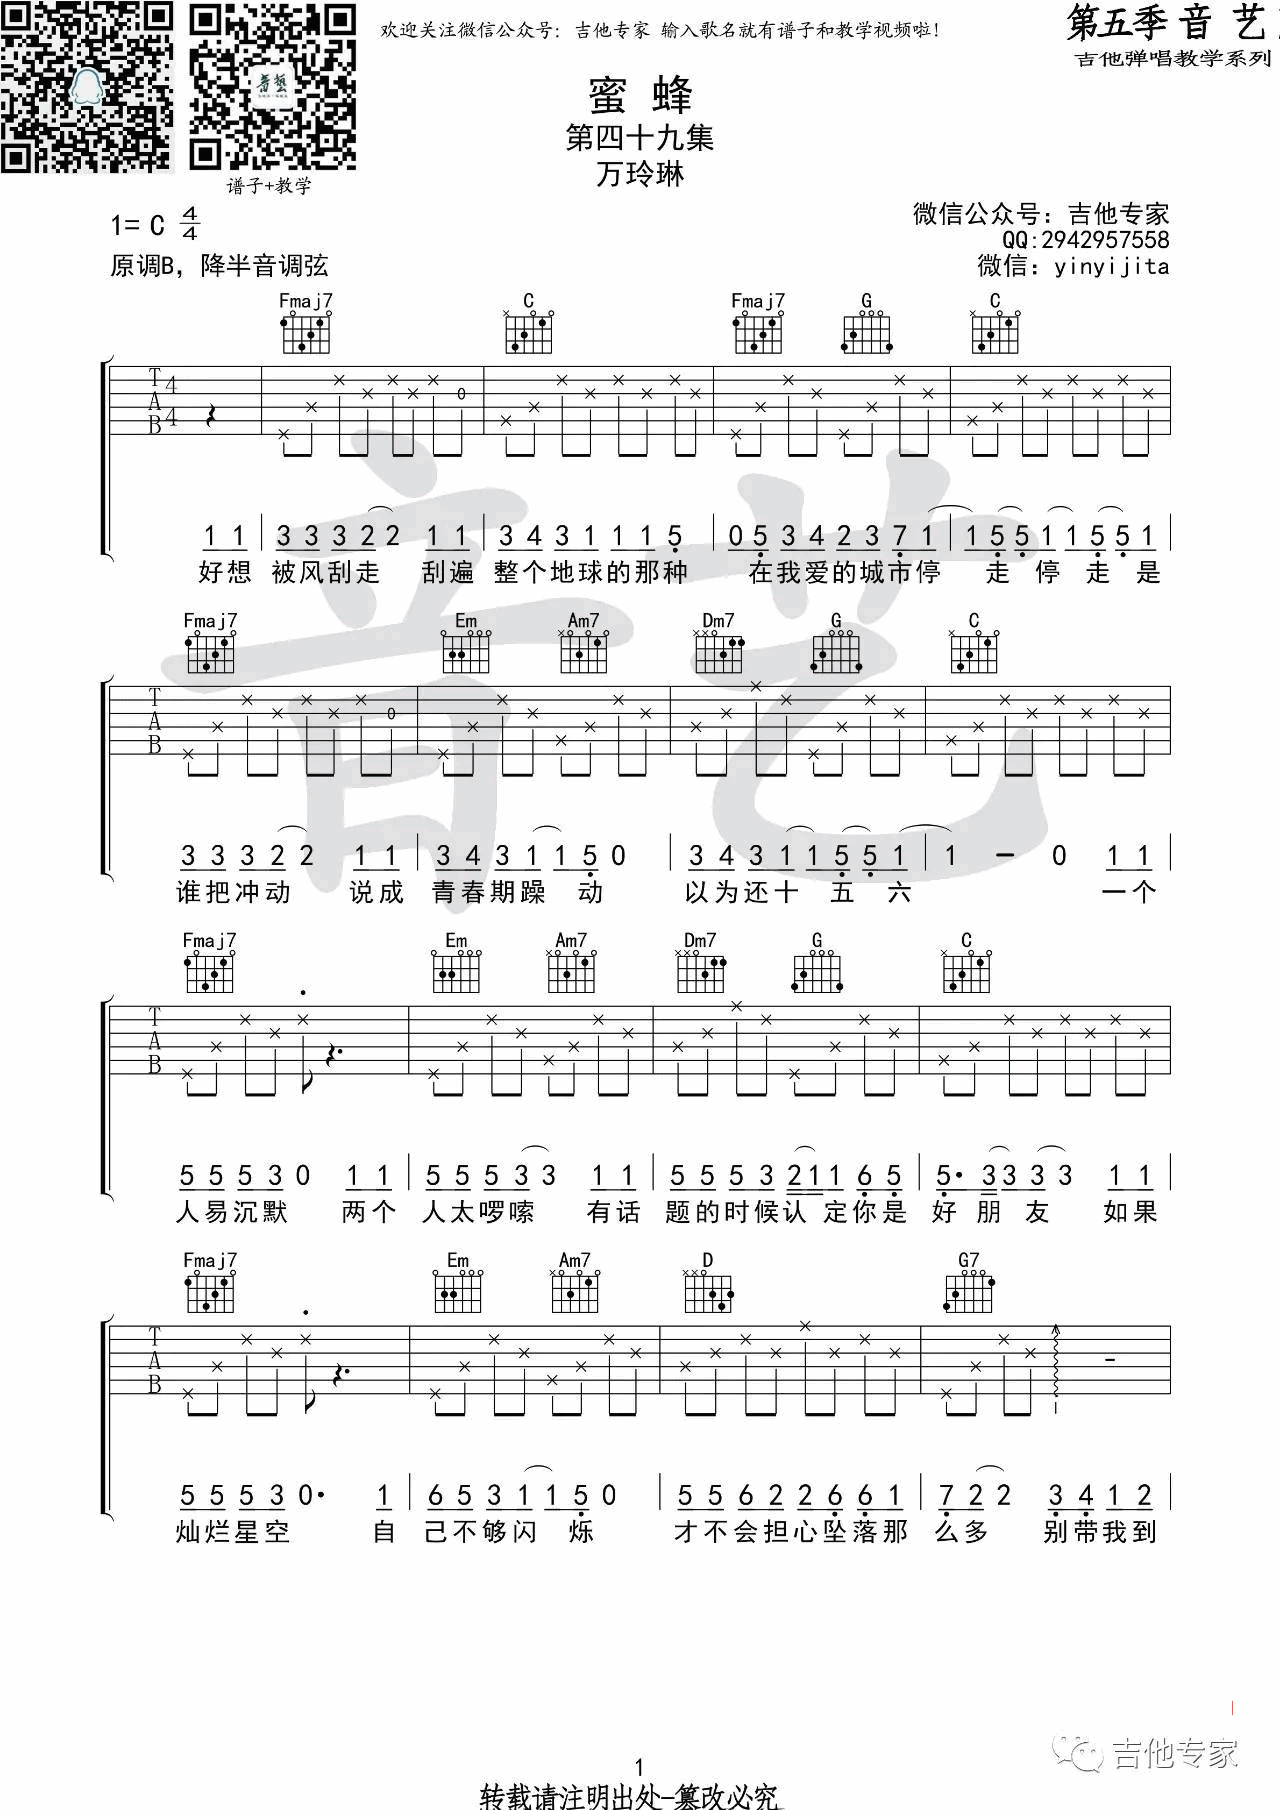 欢迎关注微信公众号：吉他专家 输入歌名就有谱子和教学视频啦！
第五季 音 艺
吉他弹唱教学系列
音艺
谱子+教学
蜜 蜂
第四十九集
万玲琳
1= C 4/4
原调B，降半音调弦
微信公众号：吉他专家
QQ:2942957558
微信：yinyijita
Fmaj7 C Fmaj7 G C
T A B 4 4 0
1 1 | 3 3 3 2 2 1 1 | 3 4 3 1 1 1 5 | 0 5 3 4 2 3 7 1 | 1 5 5 1 1 5 5 1
好想 被风刮走 刮遍 整个地球的那种 在我爱的城市停 走 停 走 是
Fmaj7 Em Am7 Dm7 G C
T A B 0
3 3 3 2 2 1 1 | 3 4 3 1 1 5 0 | 3 4 3 1 1 5 5 1 | 1 - 0 1 1
谁把冲动 说成 青春期躁 动 以为还十 五 六 一个
Fmaj7 Em Am7 Dm7 G C
T A B
5 5 5 3 0 1 1 | 5 5 5 3 3 1 1 | 5 5 5 3 2 1 1 6 5 | 5· 3 3 3 3 1 1
人易沉默 两个 人太啰嗦 有话 题的时候认 定你是 好 朋 友 如果
Fmaj7 Em Am7 D G7
T A B
5 5 5 3 0· 1 | 6 5 3 1 1 5 0 | 5 5 6 2 2 6 6 1 | 7 2 2 3 4 1 2
灿烂星空 自 己不够闪 烁 才不会担心坠落那 么多 别带我到
吉他专家
1
转载请注明出处-篡改必究